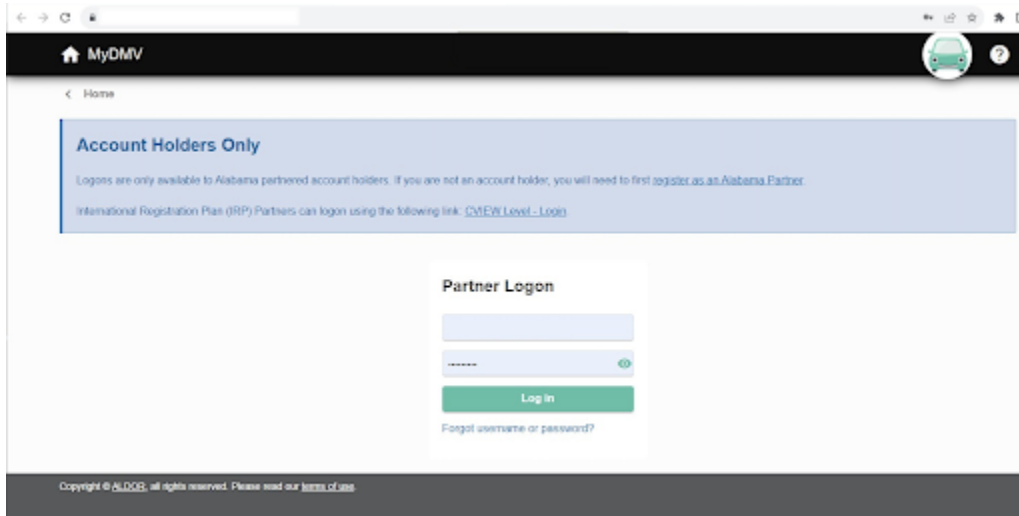 MyDMV
Home
Account Holders Only
Logons are only available to Alabama partnered account holders. If you are not an account holder, you will need to first register as an Alabama Partner.
International Registration Plan (IRP) Partners can logon using the following link: CVIEW Level - Login.
Partner Logon
Log in
Forgot username or password?
Copyright © ALDOR, all rights reserved. Please read our terms of use.